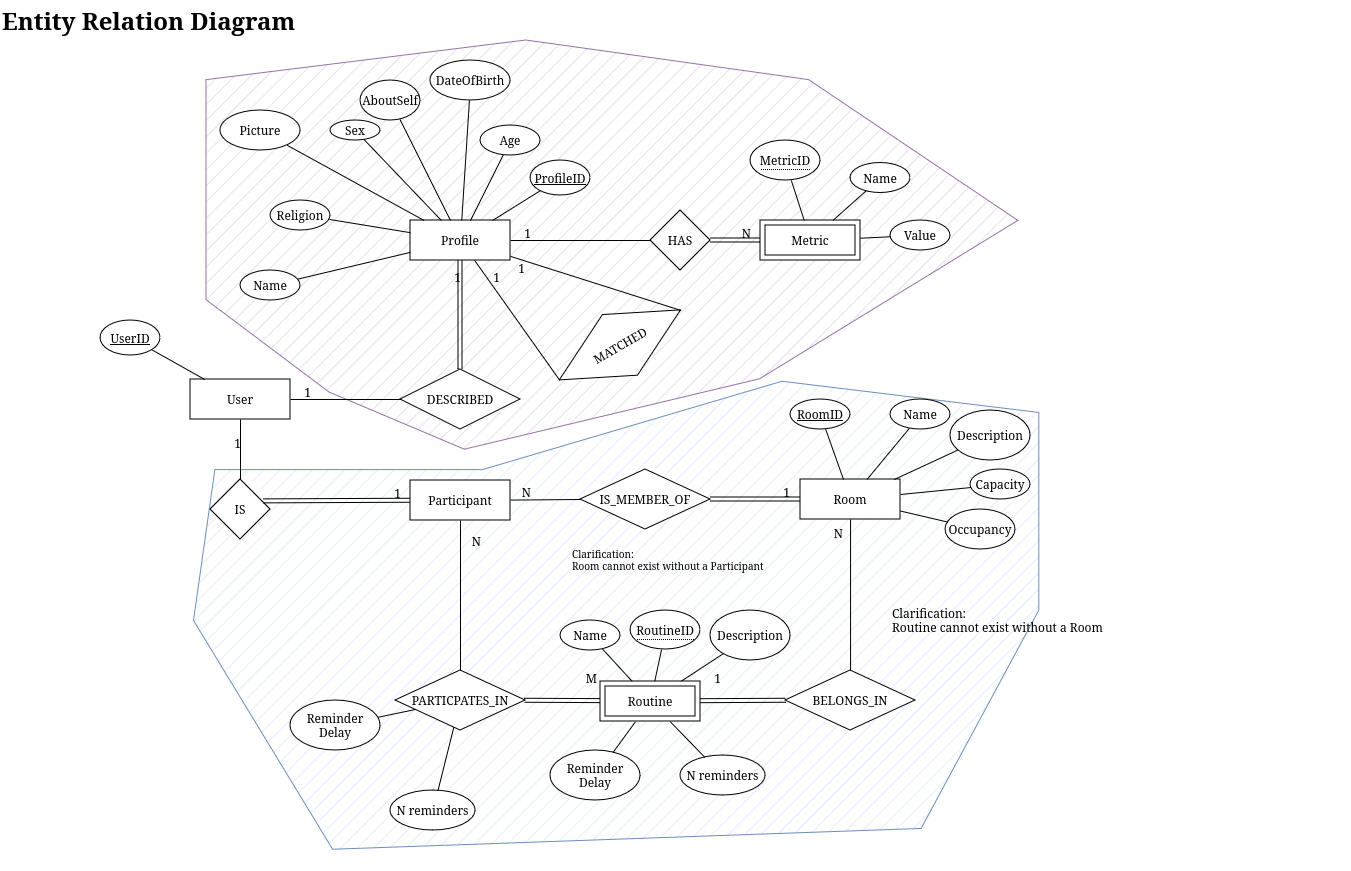 Entity Relation Diagram
DateOfBirth
AboutSelf
Picture
Sex
Age
ProfileID
MetricID
Name
Religion
Value
Profile
1
HAS
N
Metric
1
1
1
Name
UserID
MATCHED
User
1
DESCRIBED
RoomID
Name
Description
1
Capacity
IS
1
Participant
N
IS_MEMBER_OF
1
Room
Occupancy
N
N
Clarification:
Room cannot exist without a Participant
Clarification:
Routine cannot exist without a Room
Name
RoutineID
Description
M
1
PARTICPATES_IN
Routine
BELONGS_IN
Reminder
Delay
Reminder
Delay
N reminders
N reminders